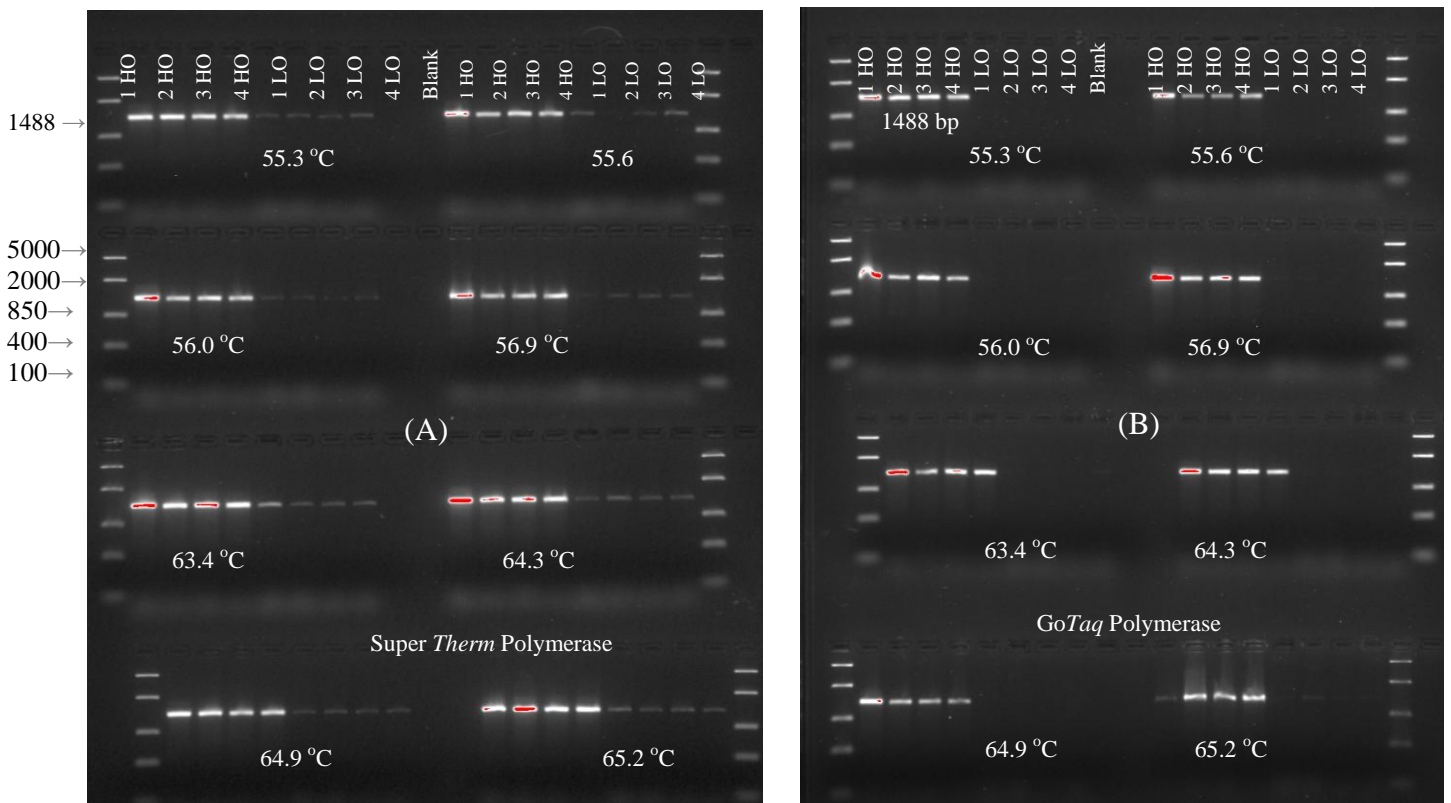 1 HO
2 HO
3 HO
4 HO
1 LO
2 LO
3 LO
4 LO
Blank
1 HO
2 HO
3 HO
4 HO
1 LO
2 LO
3 LO
4 LO
1488 →
55.3 °C
55.6
5000→
2000→
850→
400→
100→
56.0 °C
56.9 °C
(A)
63.4 °C
64.3 °C
Super Therm Polymerase
64.9 °C
65.2 °C
1 HO
2 HO
3 HO
4 HO
1 LO
2 LO
3 LO
4 LO
Blank
1 HO
2 HO
3 HO
4 HO
1 LO
2 LO
3 LO
4 LO
1488 bp
55.3 °C
55.6 °C
56.0 °C
56.9 °C
(B)
63.4 °C
64.3 °C
GoTaq Polymerase
64.9 °C
65.2 °C